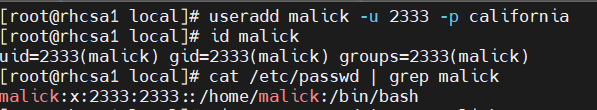 [root@rhcsa1 local]# useradd malick -u 2333 -p california
[root@rhcsa1 local]# id malick
uid=2333(malick) gid=2333(malick) groups=2333(malick)
[root@rhcsa1 local]# cat /etc/passwd | grep malick
malick:x:2333:2333::/home/malick:/bin/bash